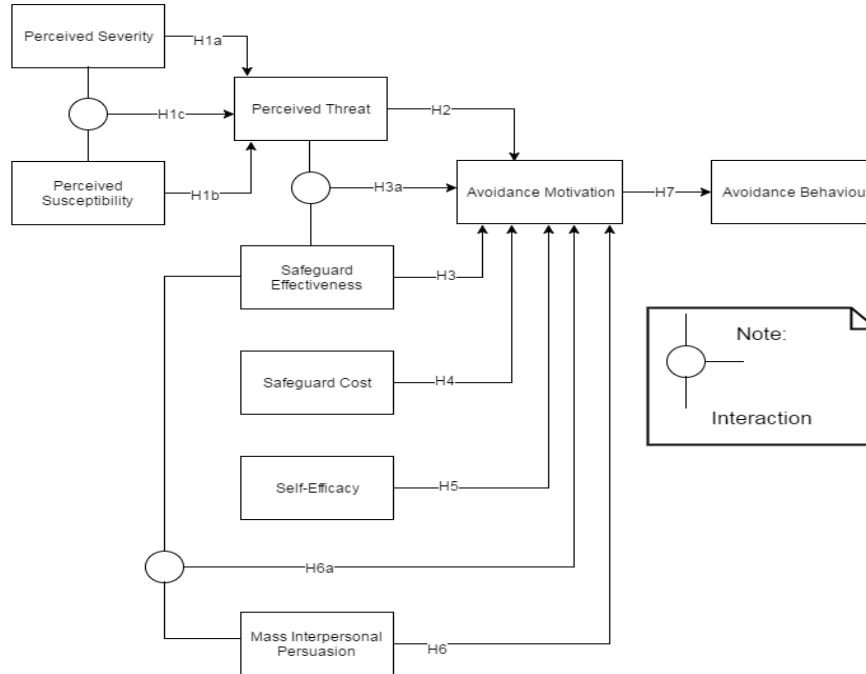 Perceived Severity
H1a
H1c
Perceived Threat
H2
Perceived
Susceptibility
H1b
H3a
Avoidance Motivation
H7
Avoidance Behaviou
Safeguard
Effectiveness
H3
Note:
Interaction
Safeguard Cost
H4
Self-Efficacy
H5
H6a
Mass Interpersonal
Persuasion
H6